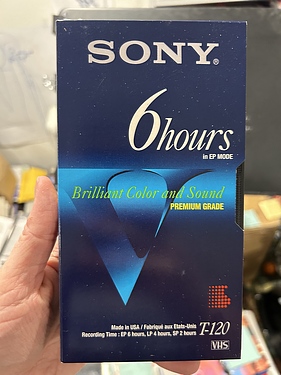 SONY®
6hours
in EP MODE
Brilliant Color and Sound
PREMIUM GRADE
Made in USA / Fabriqué aux Etats-Unis
Recording Time : EP 6 hours, LP 4 hours, SP 2 hours
T-120
VHS